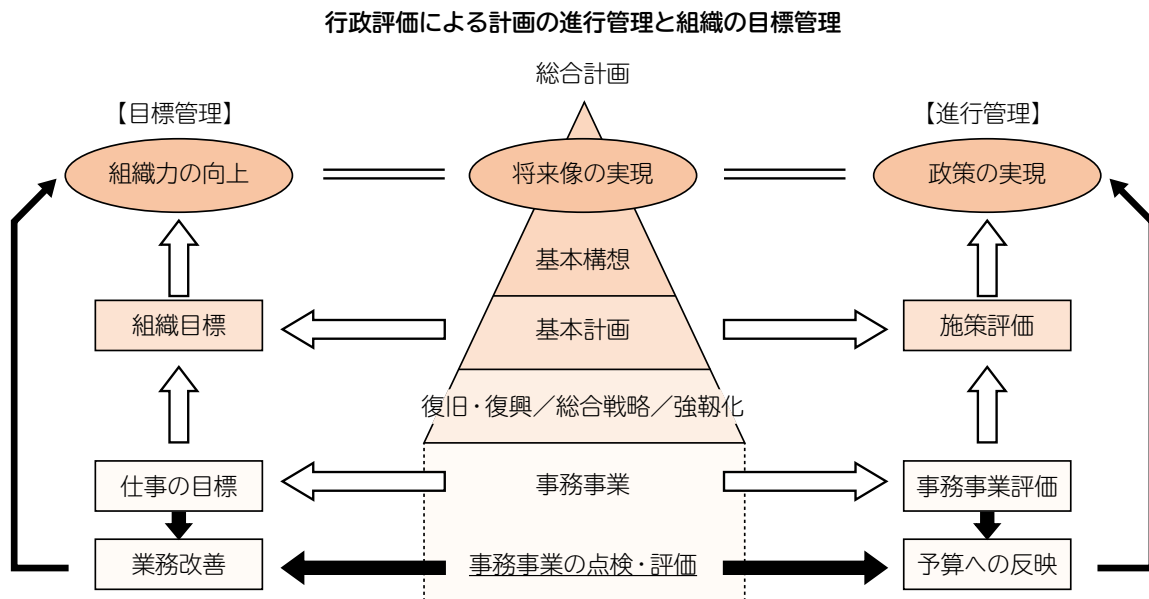 行政評価による計画の進行管理と組織の目標管理
総合計画
【目標管理】
【進行管理】
組織力の向上
将来像の実現
政策の実現
基本構想
組織目標
基本計画
施策評価
復旧・復興／総合戦略／強靱化
仕事の目標
事務事業
事務事業評価
業務改善
事務事業の点検・評価
予算への反映